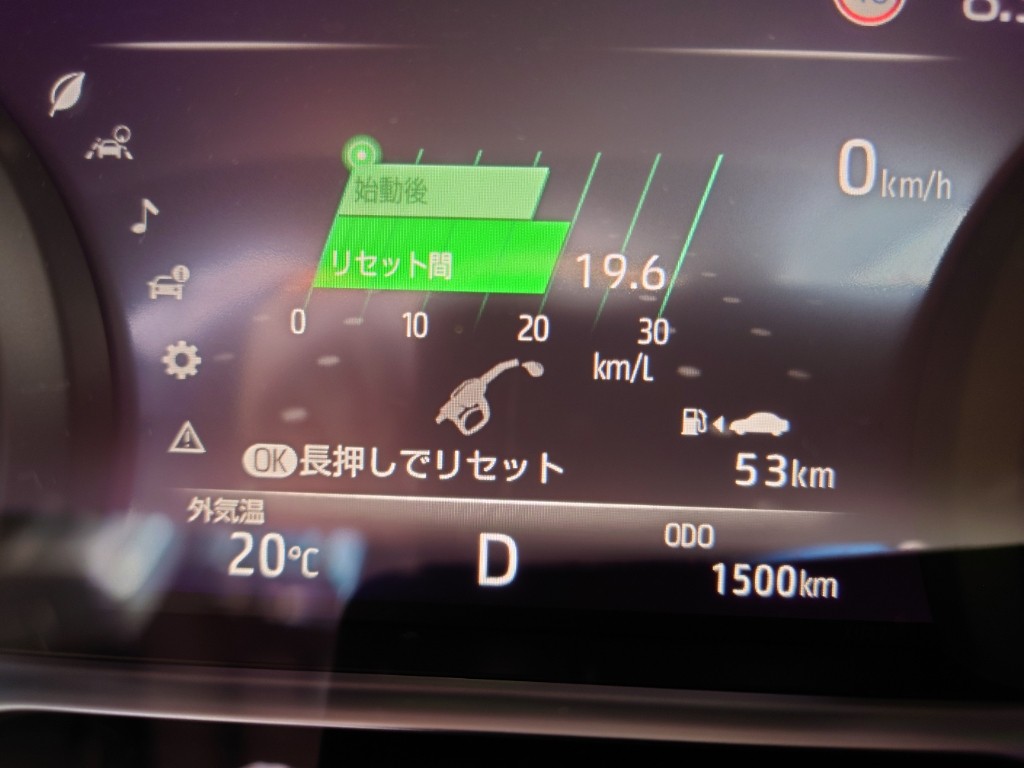 0km/h
始動後
リセット間 19.6
0 10 20 30
km/L
OK長押しでリセット
53km
外気温
20℃
D
ODO
1500km